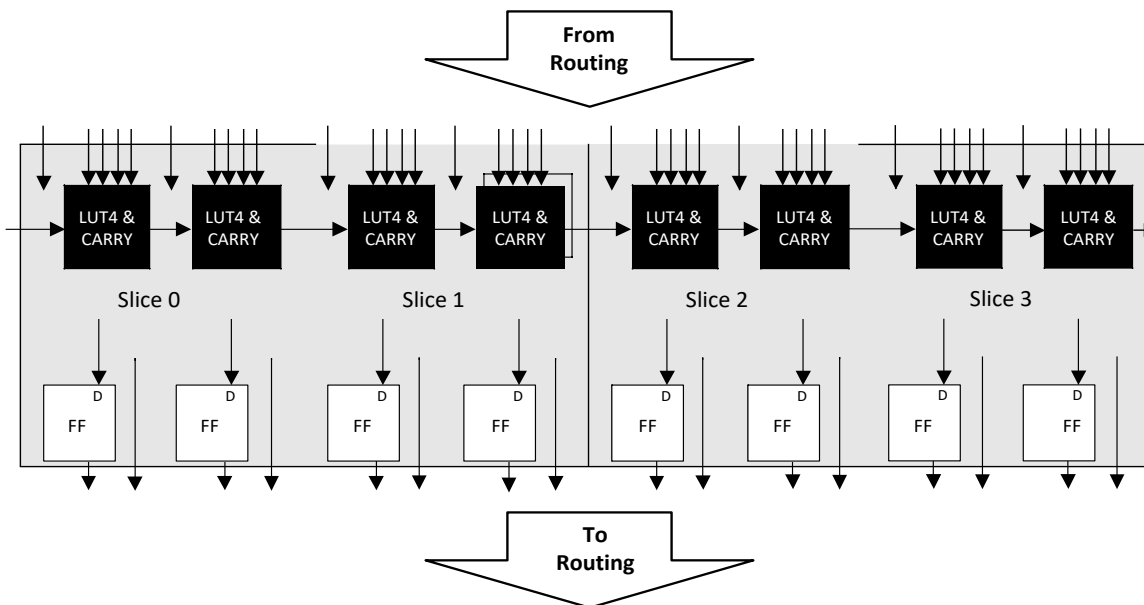 From
Routing
LUT4 &
CARRY
LUT4 &
CARRY
LUT4 &
CARRY
LUT4 &
CARRY
LUT4 &
CARRY
LUT4 &
CARRY
LUT4 &
CARRY
LUT4 &
CARRY
Slice 0
Slice 1
Slice 2
Slice 3
D
FF
D
FF
D
FF
D
FF
D
FF
D
FF
D
FF
D
FF
To
Routing